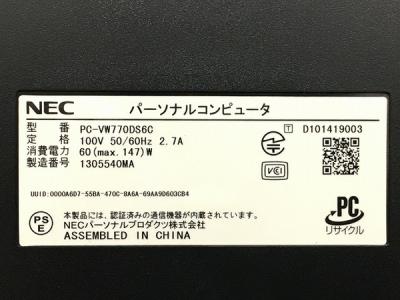 NEC パーソナルコンピュータ
型 番 PC-VW770DS6C
定 格 100V 50/60Hz 2.7A
消費電力 60(max.147)W
製造番号 1305540MA
T D101419003
VCI
UUID:0000A6D7-55BA-470C-8A6A-69AA9D603CB4
PS
E
本製品には、認証済みの通信機器が内蔵されています。
NECパーソナルプロダクツ株式会社
ASSEMBLED IN CHINA
PC
リサイクル